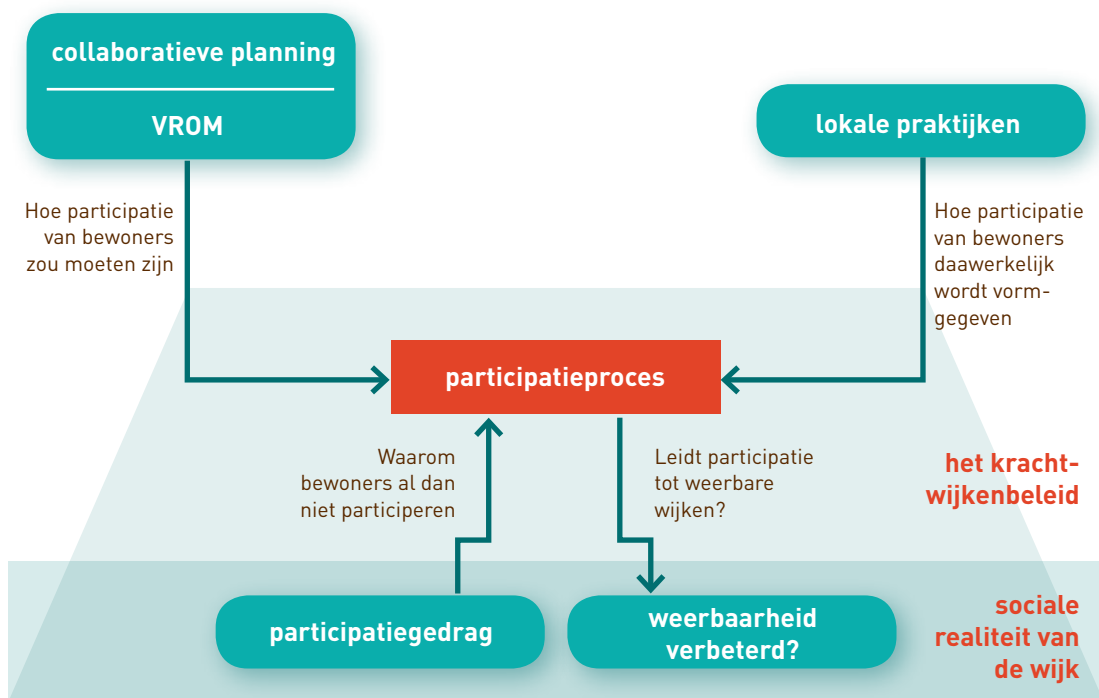 collaboratieve planning
VROM
lokale praktijken
Hoe participatie
van bewoners
zou moeten zijn
Hoe participatie
van bewoners
daawerkelijk
wordt vorm-
gegeven
participatieproces
Waarom
bewoners al dan
niet participeren
Leidt participatie
tot weerbare
wijken?
het kracht-
wijkenbeleid
participatiegedrag
weerbaarheid
verbeterd?
sociale
realiteit van
de wijk